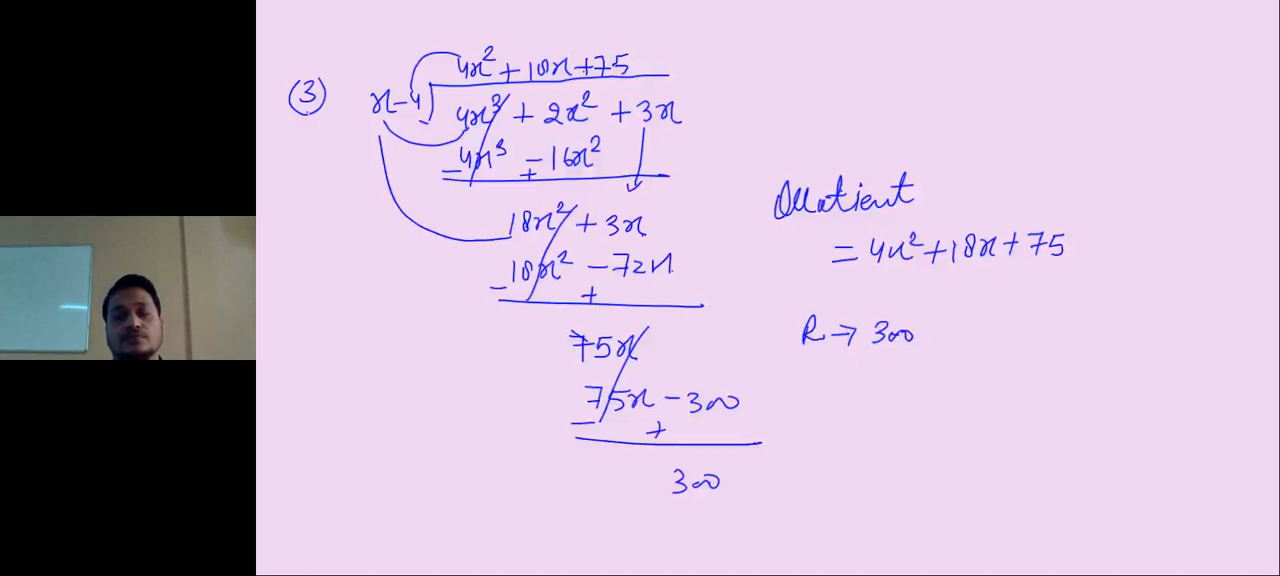 ③
4x² + 18x + 75
x - 4) 4x³ + 2x² + 3x
4x³ - 16x²
- +
18x² + 3x
18x² - 72x
- +
75x
75x - 300
- +
300
Quotient
= 4x² + 18x + 75
R → 300